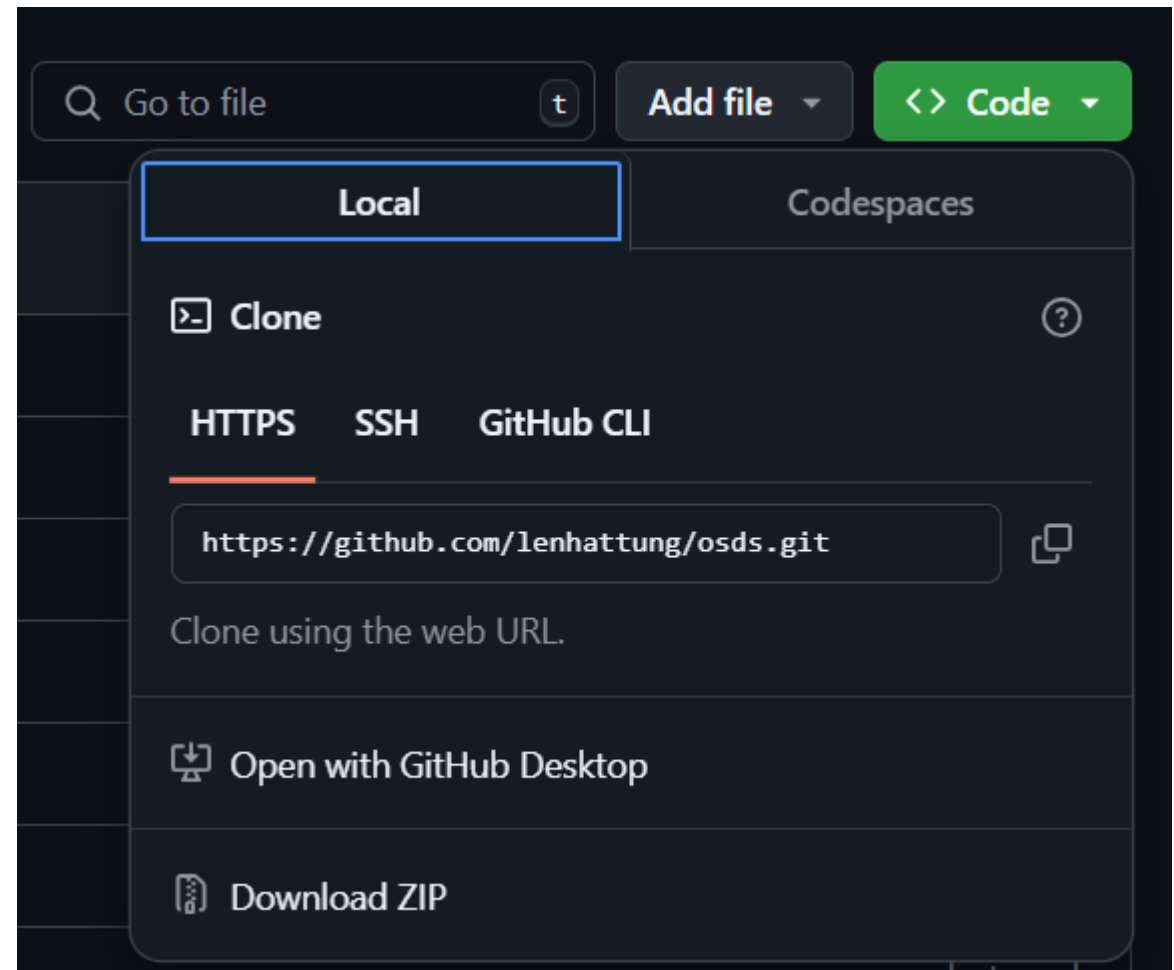 Go to file t Add file <> Code
Local Codespaces
Clone
HTTPS SSH GitHub CLI
https://github.com/lenhattung/osds.git
Clone using the web URL.
Open with GitHub Desktop
Download ZIP